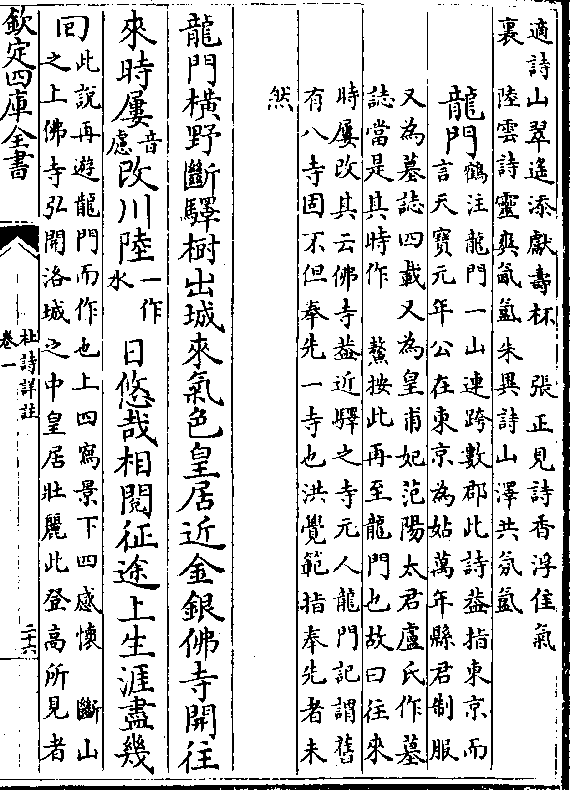 適詩山翠遙添獻壽杯　張正見詩香浮佳氣
裏　陸雲詩靈爽氤氲朱异詩山澤共氛氲
龍門
鶴注龍門一山連跨數郡此詩葢指東京而
言天寶元年公在東京為姑萬年縣君制服
又為墓誌四載又為皇甫妃范陽太君盧氏作墓
誌當是其時作　鰲按此再至龍門也故曰往來
時屢改其云佛寺葢近驛之寺元人龍門記謂舊
有八寺固不但奉先一寺也洪覺範指奉先者未
然
龍門橫野斷驛樹出城來氣色皇居近金銀佛寺開往
來時屢
音
慮
改川陸
一作
水
日悠哉相閱征途上生涯盡幾
回
此說再遊龍門而作也上四寫景下四感懷　斷山
之上佛寺弘開洛城之中皇居壯麗此登高所見者
欽定四庫全書
杜詩詳註
卷一
二十六